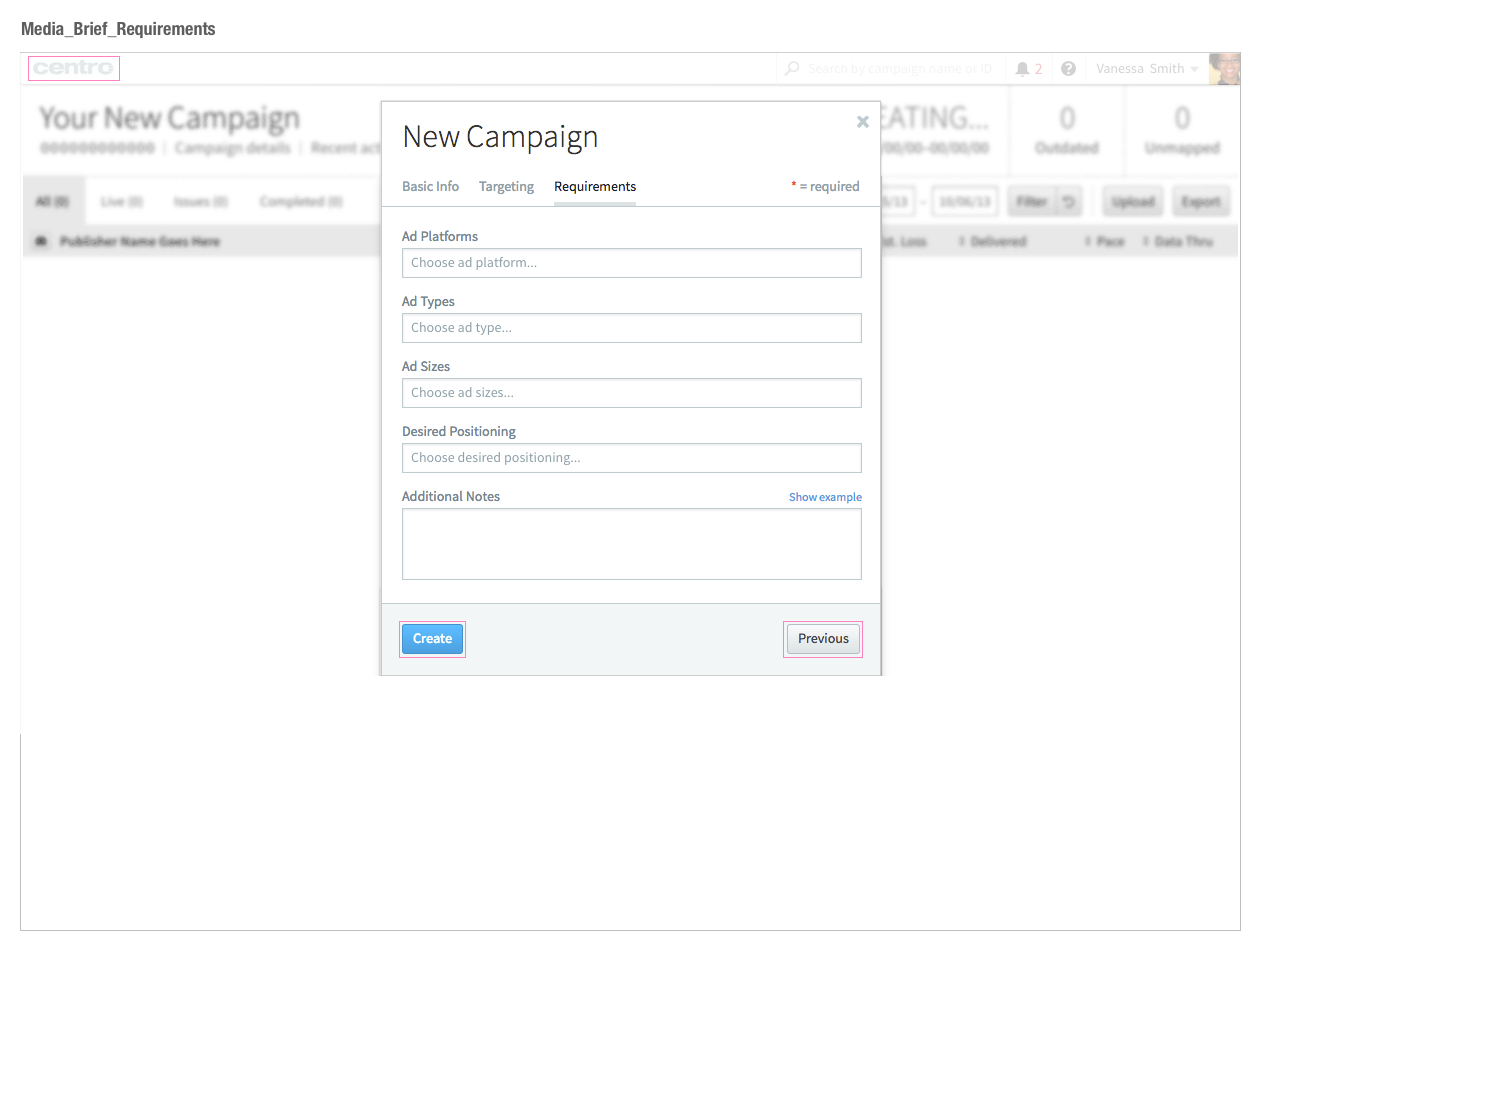 Media_Brief_Requirements
centro
Search by campaign name or ID
2
?
Vanessa Smith
Your New Campaign
EATING...
0
0
000000000000 | Campaign details | Recent act
/00/00–00/00/00
Outdated
Unmapped
New Campaign
Basic Info
Targeting
Requirements
* = required
All (0)
Live (0)
Issues (0)
Completed (0)
/13 - 10/06/13
Filter
Upload
Export
Publisher Name Goes Here
st. Loss
Delivered
Pace
Data Thru
Ad Platforms
Choose ad platform...
Ad Types
Choose ad type...
Ad Sizes
Choose ad sizes...
Desired Positioning
Choose desired positioning...
Additional Notes
Show example
Create
Previous